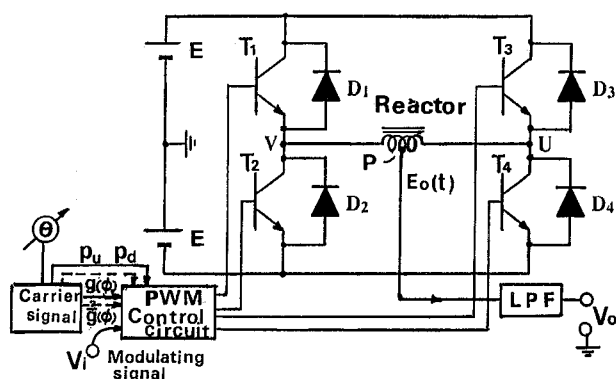 E
T1
D1
T3
D3
Reactor
V
P
U
T2
D2
Eo(t)
T4
D4
E
θ
Pu Pd
g(φ)
Carrier signal
g̅(φ)
PWM Control circuit
Vi
Modulating signal
LPF
Vo